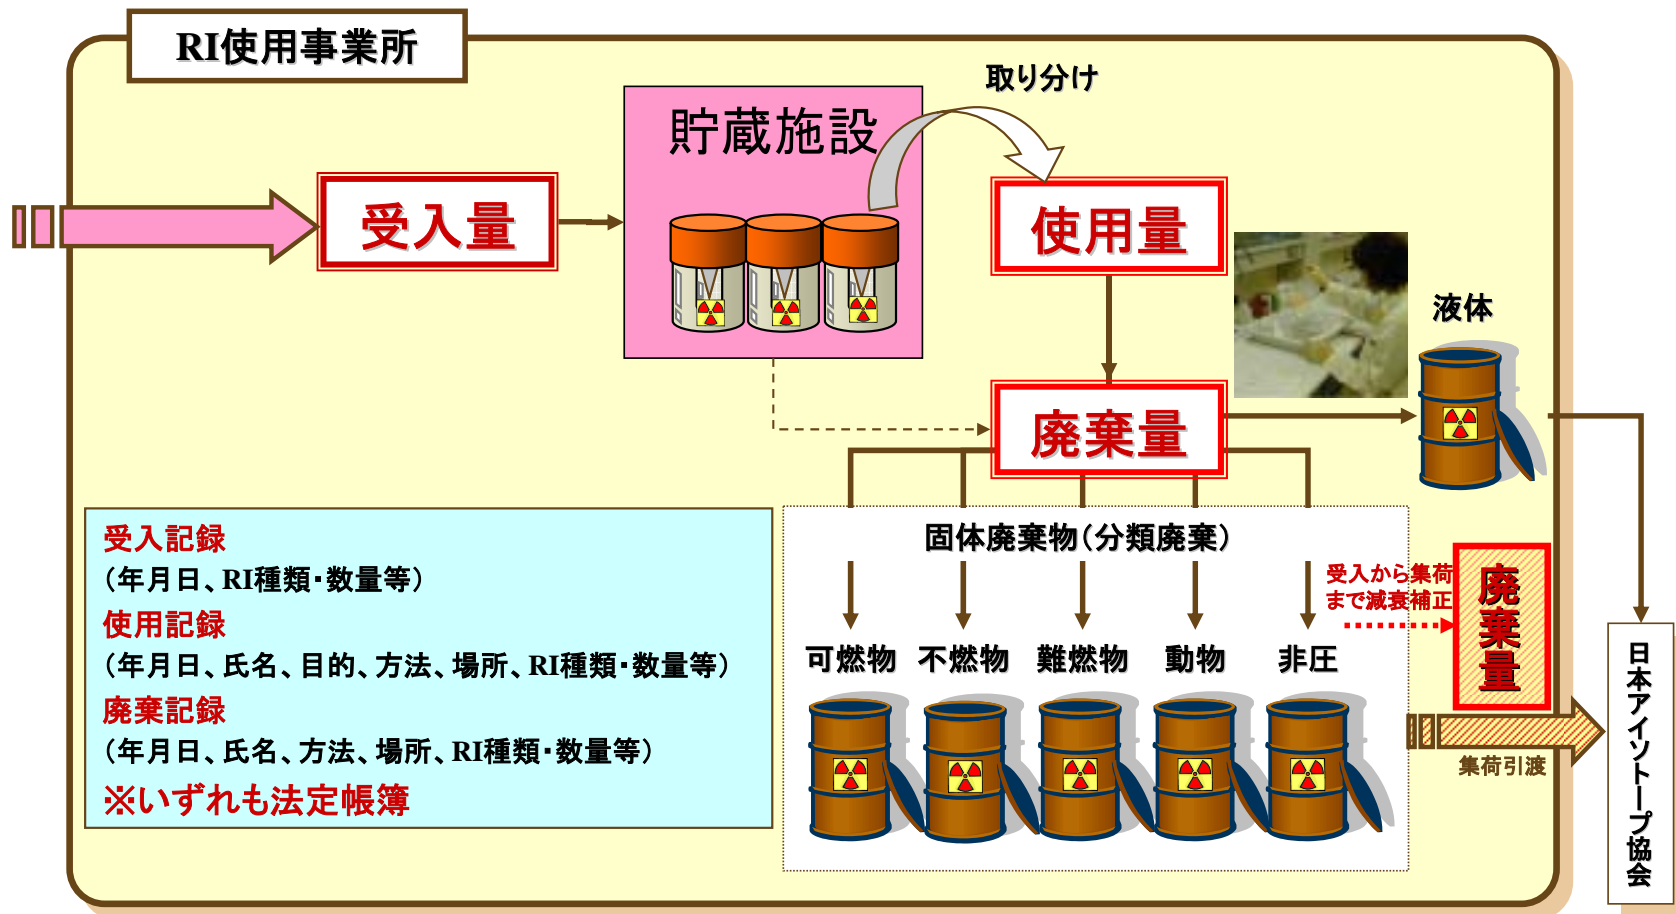 RI使用事業所
取り分け
貯蔵施設
受入量
使用量
液体
廃棄量
固体廃棄物（分類廃棄）
可燃物
不燃物
難燃物
動物
非圧
受入から集荷
まで減衰補正
廃棄量
集荷引渡
日本アイソトープ協会
受入記録
（年月日、RI種類・数量等）
使用記録
（年月日、氏名、目的、方法、場所、RI種類・数量等）
廃棄記録
（年月日、氏名、方法、場所、RI種類・数量等）
※いずれも法定帳簿